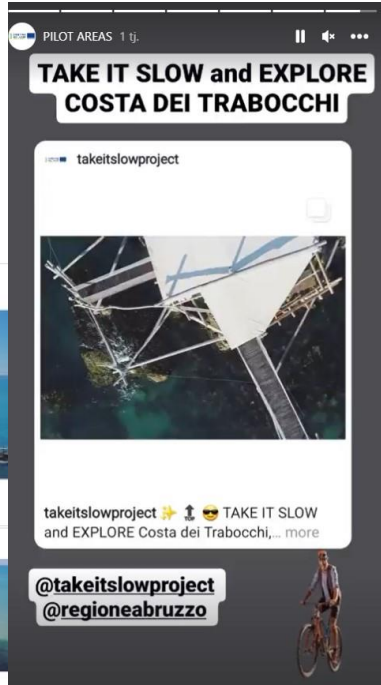 PILOT AREAS 1 tj.
TAKE IT SLOW and EXPLORE
COSTA DEI TRABOCCHI
takeitslowproject
takeitslowproject ✨ 🔝 😎 TAKE IT SLOW
and EXPLORE Costa dei Trabocchi,... more
@takeitslowproject
@regioneabruzzo